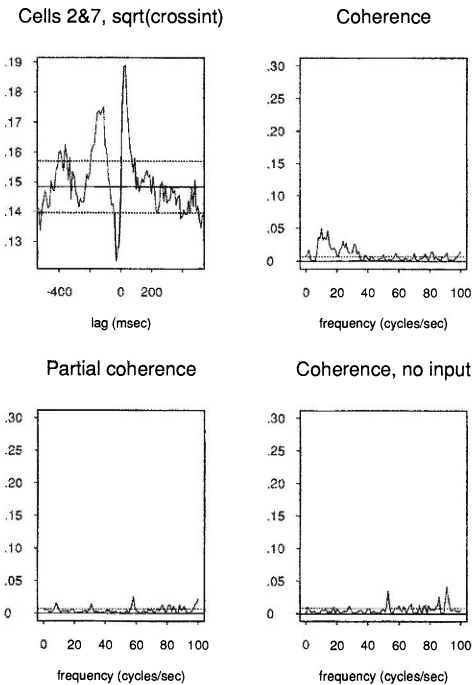 Cells 2&7, sqrt(crossint)
.19
.18
.17
.16
.15
.14
.13
-400 0 200
lag (msec)
Coherence
.30
.25
.20
.15
.10
.05
0
0 20 40 60 80 100
frequency (cycles/sec)
Partial coherence
.30
.25
.20
.15
.10
.05
0
0 20 40 60 80 100
frequency (cycles/sec)
Coherence, no input
.30
.25
.20
.15
.10
.05
0
0 20 40 60 80 100
frequency (cycles/sec)